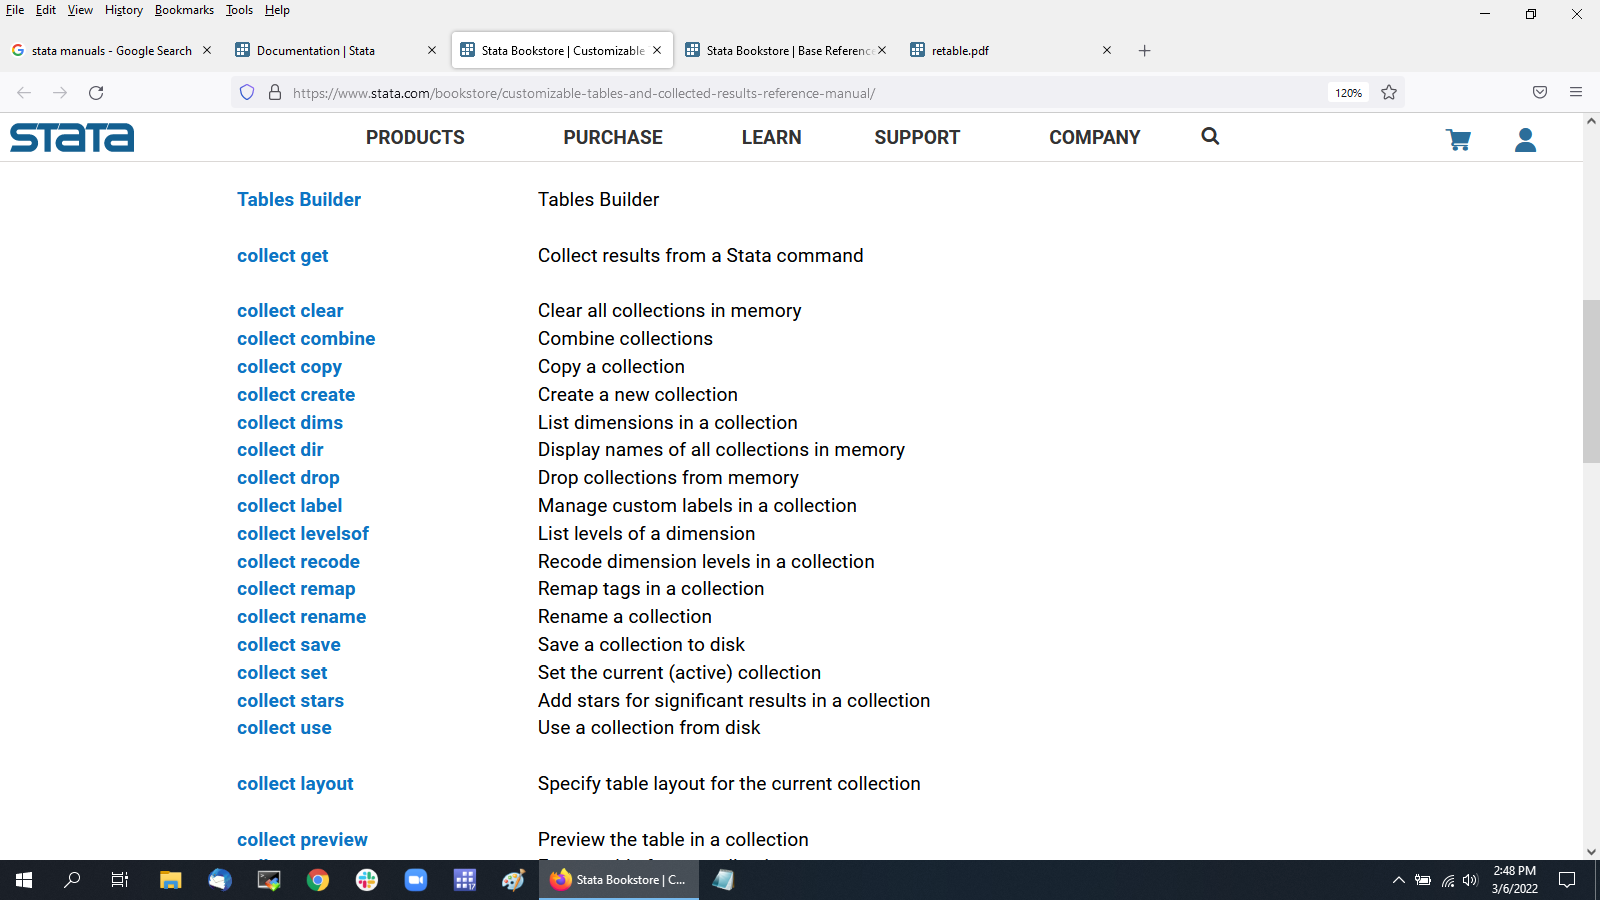 File Edit View History Bookmarks Tools Help
stata manuals - Google Search
Documentation | Stata
Stata Bookstore | Customizable
Stata Bookstore | Base Reference
retable.pdf
https://www.stata.com/bookstore/customizable-tables-and-collected-results-reference-manual/
120%
stata PRODUCTS PURCHASE LEARN SUPPORT COMPANY
Tables Builder Tables Builder
collect get Collect results from a Stata command
collect clear Clear all collections in memory
collect combine Combine collections
collect copy Copy a collection
collect create Create a new collection
collect dims List dimensions in a collection
collect dir Display names of all collections in memory
collect drop Drop collections from memory
collect label Manage custom labels in a collection
collect levelsof List levels of a dimension
collect recode Recode dimension levels in a collection
collect remap Remap tags in a collection
collect rename Rename a collection
collect save Save a collection to disk
collect set Set the current (active) collection
collect stars Add stars for significant results in a collection
collect use Use a collection from disk
collect layout Specify table layout for the current collection
collect preview Preview the table in a collection
17
Stata Bookstore | C...
2:48 PM
3/6/2022